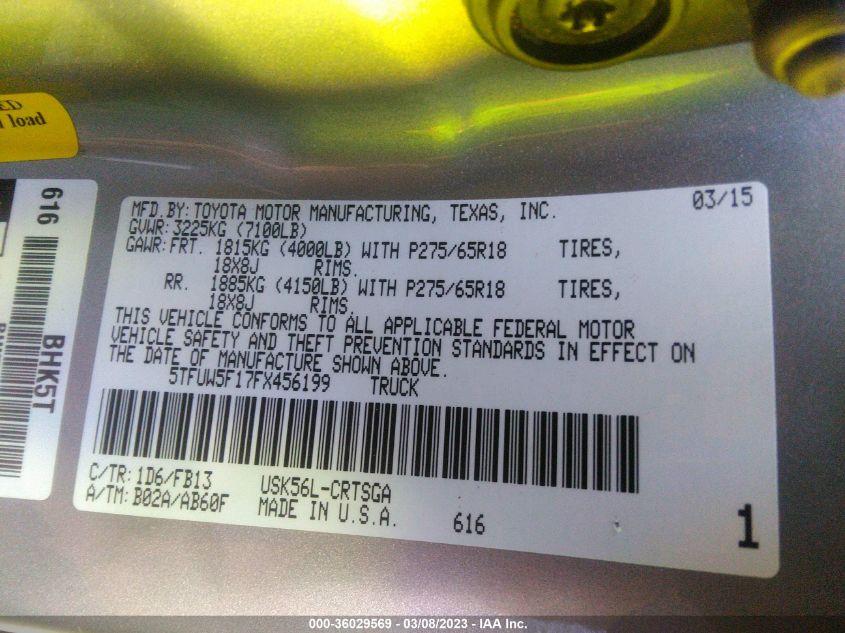 ED
load
616
BHK5T
MFD.BY: TOYOTA MOTOR MANUFACTURING, TEXAS, INC. 03/15
GVWR: 3225KG (7100LB)
GAWR: FRT. 1815KG (4000LB) WITH P275/65R18 TIRES,
18X8J RIMS.
RR. 1885KG (4150LB) WITH P275/65R18 TIRES,
18X8J RIMS.
THIS VEHICLE CONFORMS TO ALL APPLICABLE FEDERAL MOTOR
VEHICLE SAFETY AND THEFT PREVENTION STANDARDS IN EFFECT ON
THE DATE OF MANUFACTURE SHOWN ABOVE.
5TFUW5F17FX456199 TRUCK
C/TR: 1D6/FB13 USK56L-CRTSGA
A/TM: B02A/AB60F MADE IN U.S.A. 616 1
000-36029569 - 03/08/2023 - IAA Inc.